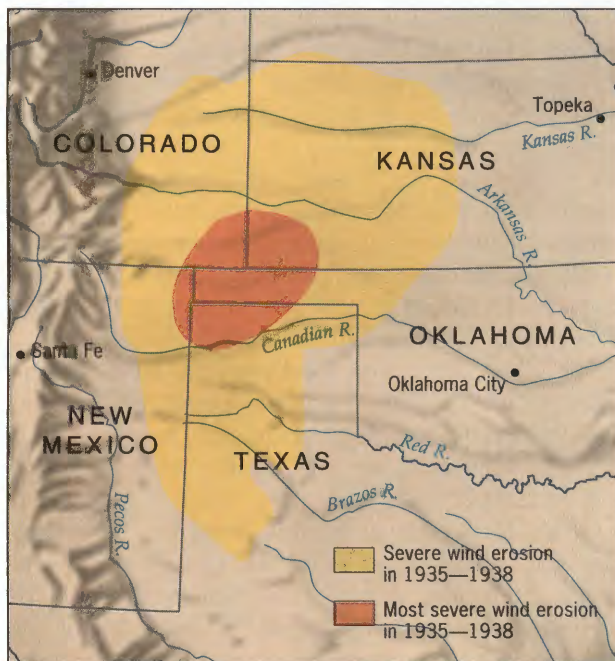 Denver
Topeka
COLORADO
Kansas R.
KANSAS
Arkansas R.
Canadian R.
OKLAHOMA
Santa Fe
Oklahoma City
NEW
MEXICO
Red R.
TEXAS
Pecos R.
Brazos R.
Severe wind erosion
in 1935—1938
Most severe wind erosion
in 1935—1938